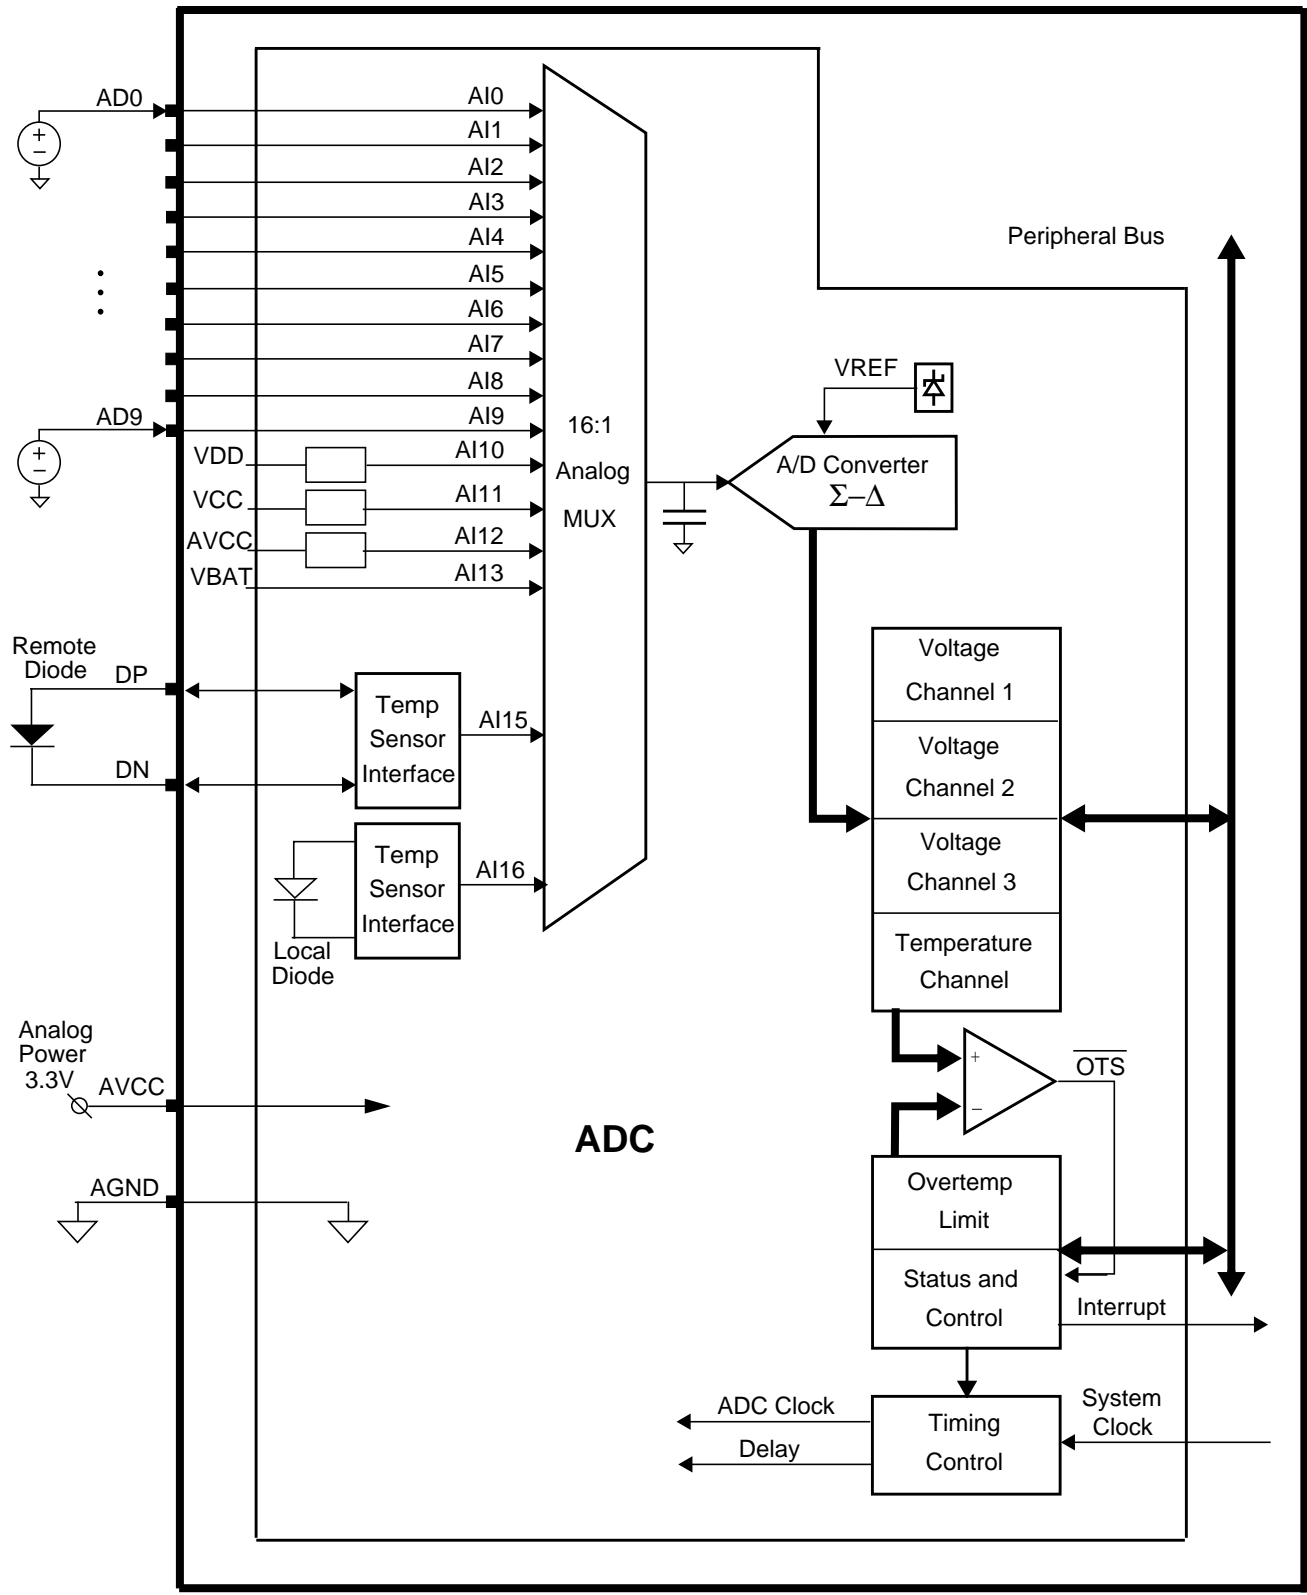 AD0
+
−
AI0
AI1
AI2
AI3
AI4
AI5
AI6
AI7
AI8
AD9
+
−
AI9
VDD
AI10
VCC
AI11
AVCC
AI12
VBAT
AI13
16:1
Analog
MUX
Peripheral Bus
VREF
A/D Converter
Σ−Δ
Remote
Diode
DP
DN
Temp
Sensor
Interface
AI15
Temp
Sensor
Interface
AI16
Local
Diode
Voltage
Channel 1
Voltage
Channel 2
Voltage
Channel 3
Temperature
Channel
Analog
Power
3.3V
AVCC
AGND
ADC
+
−
OTS
Overtemp
Limit
Status and
Control
Interrupt
ADC Clock
Delay
Timing
Control
System
Clock